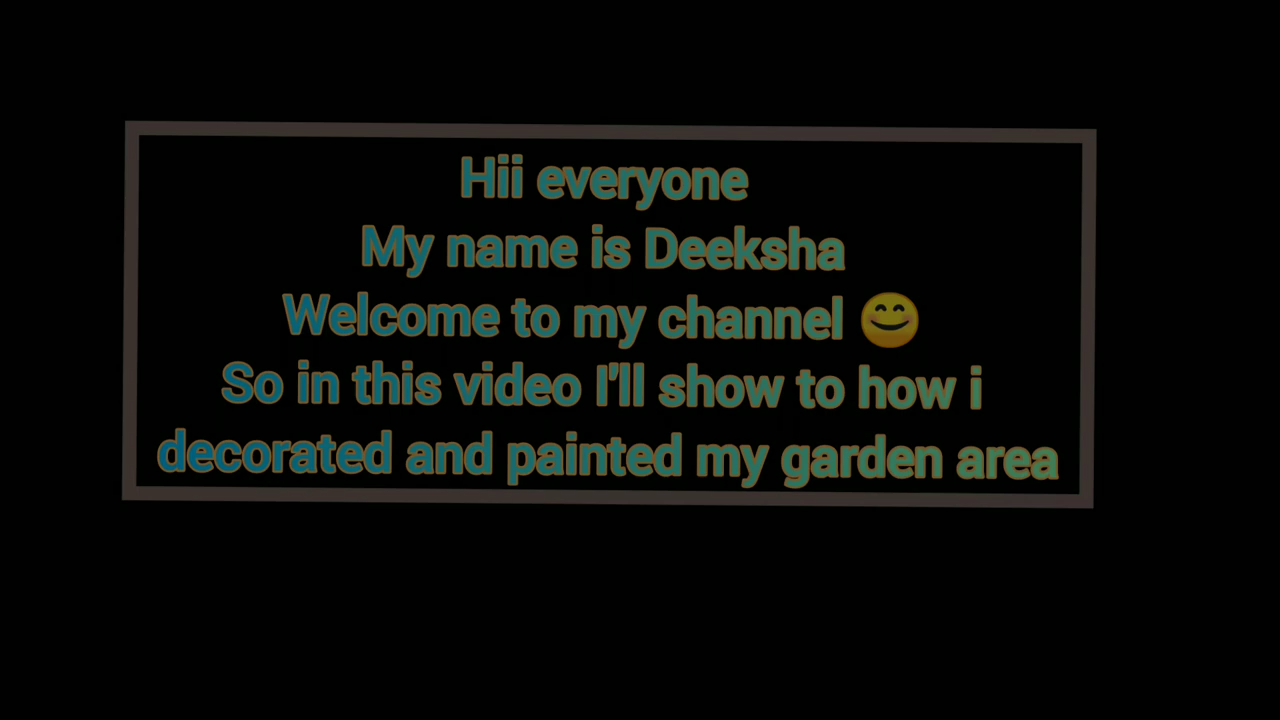 Hii everyone
My name is Deeksha
Welcome to my channel 😊
So in this video I'll show to how i
decorated and painted my garden area